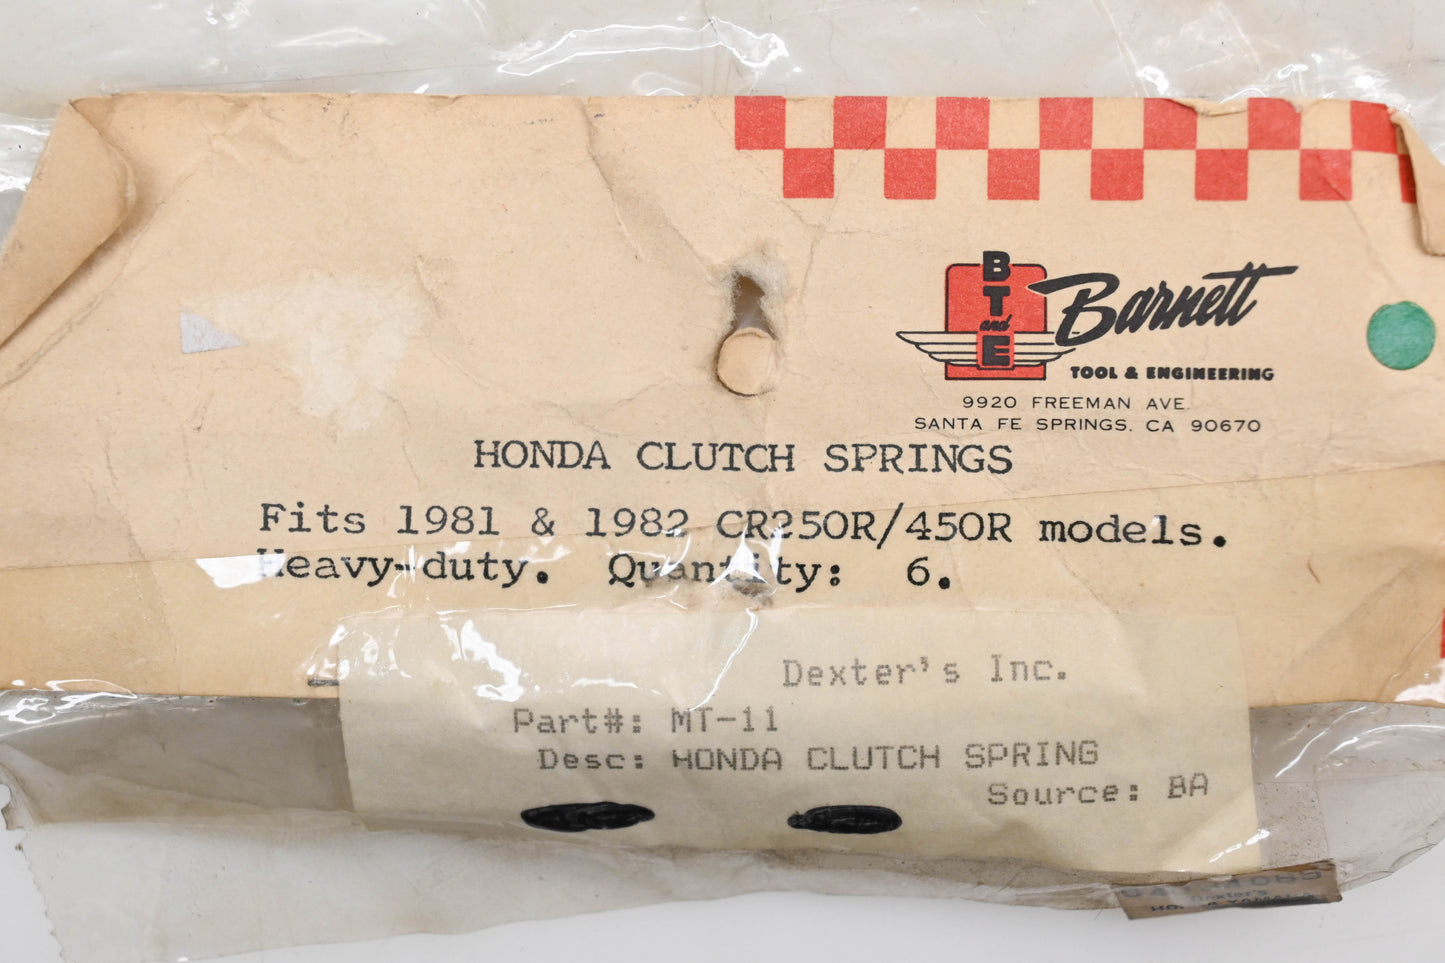 BT and E
Barnett
TOOL & ENGINEERING
9920 FREEMAN AVE.
SANTA FE SPRINGS, CA 90670
HONDA CLUTCH SPRINGS
Fits 1981 & 1982 CR250R/450R models.
Heavy-duty. Quantity: 6.
Dexter's Inc.
Part#: MT-11
Desc: HONDA CLUTCH SPRING
Source: BA